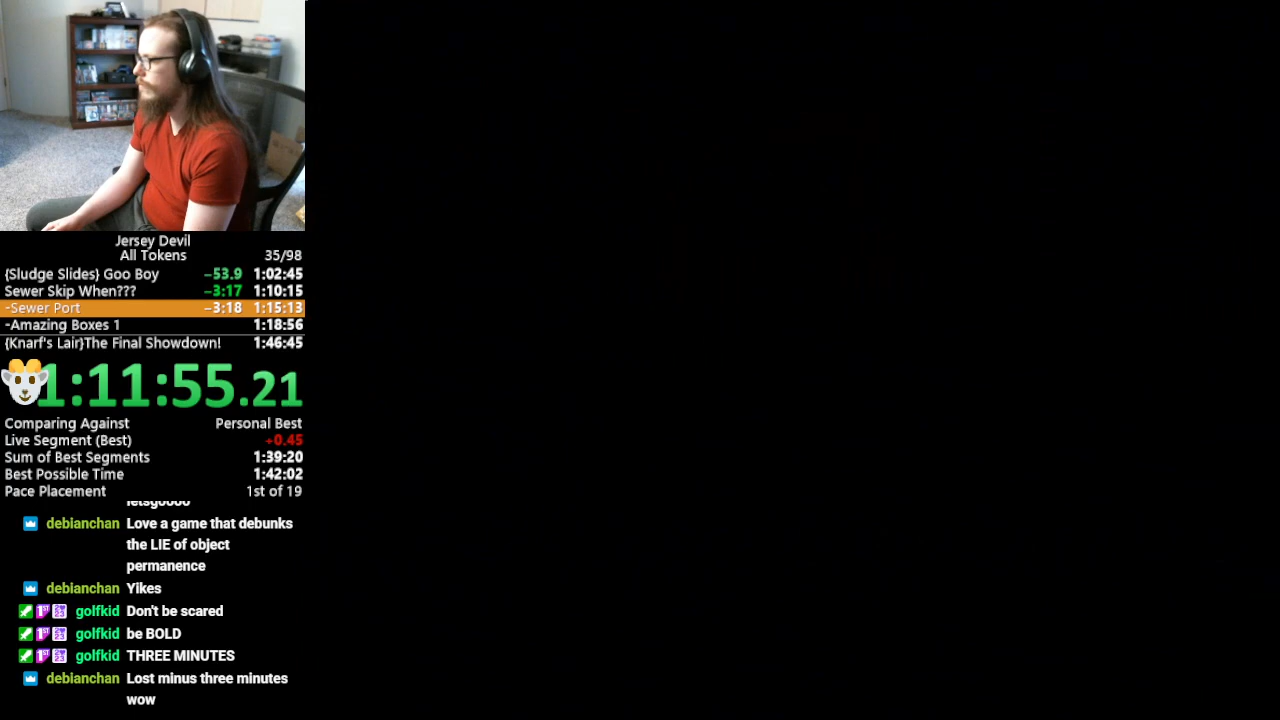 Jersey Devil
All Tokens 35/98
{Sludge Slides} Goo Boy −53.9 1:02:45
Sewer Skip When??? −3:17 1:10:15
-Sewer Port −3:18 1:15:13
-Amazing Boxes 1 1:18:56
{Knarf's Lair}The Final Showdown! 1:46:45
1:11:55.21
Comparing Against Personal Best
Live Segment (Best) +0.45
Sum of Best Segments 1:39:20
Best Possible Time 1:42:02
Pace Placement 1st of 19
letsgoooo
debianchan Love a game that debunks
the LIE of object
permanence
debianchan Yikes
golfkid Don't be scared
golfkid be BOLD
golfkid THREE MINUTES
debianchan Lost minus three minutes
wow